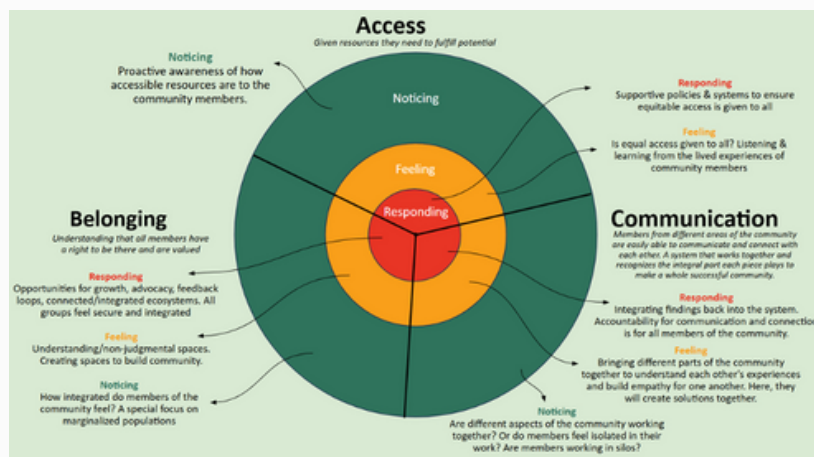 Access
Given resources they need to fulfill potential
Noticing
Proactive awareness of how
accessible resources are to the
community members.
Noticing
Feeling
Responding
Responding
Supportive policies & systems to ensure
equitable access is given to all
Feeling
Is equal access given to all? Listening &
learning from the lived experiences of
community members
Belonging
Understanding that all members have
a right to be there and are valued
Responding
Opportunities for growth, advocacy, feedback
loops, connected/integrated ecosystems. All
groups feel secure and integrated
Feeling
Understanding/non-judgmental spaces.
Creating spaces to build community.
Noticing
How integrated do members of the
community feel? A special focus on
marginalized populations
Communication
Members from different areas of the community
are easily able to communicate and connect with
each other. A system that works together and
recognizes the integral part each piece plays to
make a whole successful community.
Responding
Integrating findings back into the system.
Accountability for communication and connection
is for all members of the community.
Feeling
Bringing different parts of the community
together to understand each other's experiences
and build empathy for one another. Here, they
will create solutions together.
Noticing
Are different aspects of the community working
together? Or do members feel isolated in their
work? Are members working in silos?